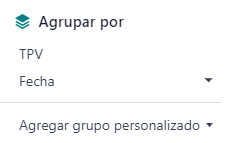 Agrupar por
TPV
Fecha
Agregar grupo personalizado